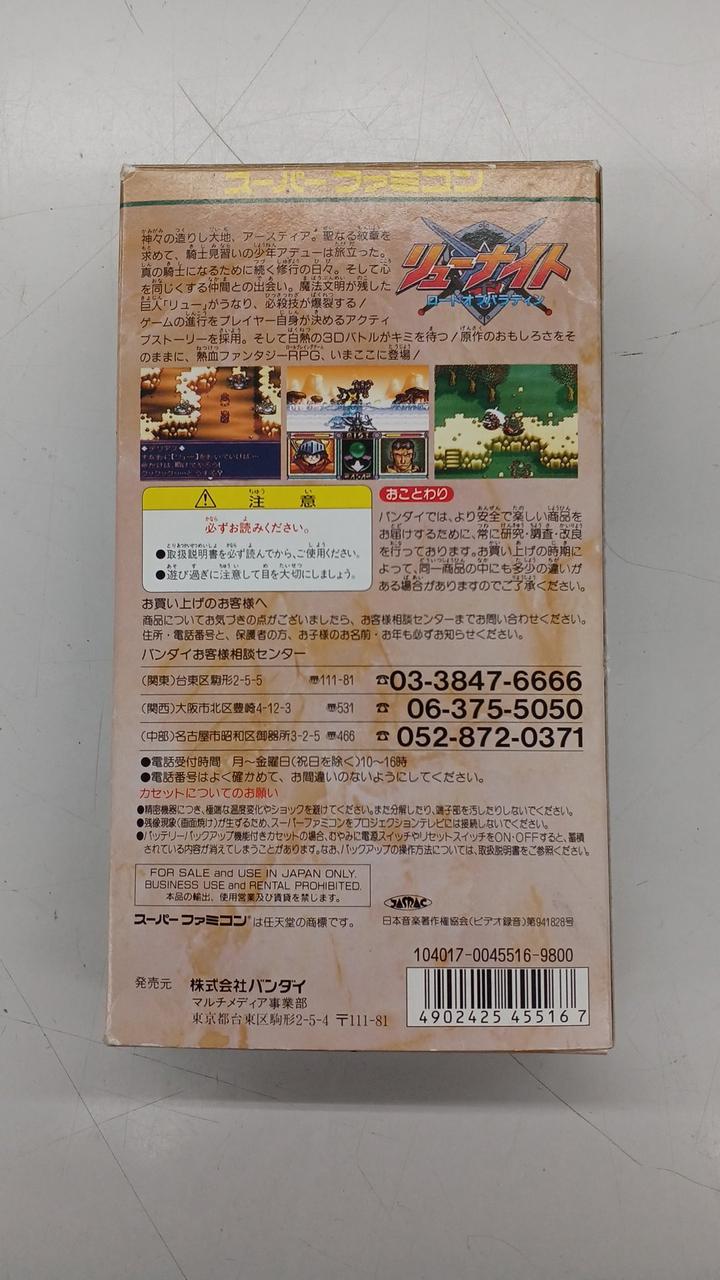 スーパーファミコン
神々の造りし大地、アースティア。聖なる紋章を
求めて、騎士見習いの少年アデューは旅立った。
真の騎士になるために続く修行の日々。そして心
を同じくする仲間との出会い。魔法文明が残した
巨人「リュー」がうなり、必殺技が爆裂する!
ゲームの進行をプレイヤー自身が決めるアクティ
ブストーリーを採用。そして白熱の3Dバトルがキミを待つ!原作のおもしろさをそ
のままに、熱血ファンタジーRPG、いまここに登場!
リューナイト
ロードオブパラディン
注意
必ずお読みください。
●取扱説明書を必ず読んでから、ご使用ください。
●遊び過ぎに注意して目を大切にしましょう。
おことわり
バンダイでは、より安全で楽しい商品を
お届けするために、常に研究・調査・改良
を行っております。お買い上げの時期に
よって、同一商品の中にも多少の違いが
ある場合がありますのでご了承ください。
お買い上げのお客様へ
商品についてお気づきの点がございましたら、お客様相談センターまでお問い合わせください。
住所・電話番号と、保護者の方、お子様のお名前・お年も必ずお知らせください。
バンダイお客様相談センター
(関東)台東区駒形2-5-5 〠111-81 ☎03-3847-6666
(関西)大阪市北区豊崎4-12-3 〠531 ☎06-375-5050
(中部)名古屋市昭和区御器所3-2-5 〠466 ☎052-872-0371
●電話受付時間 月〜金曜日(祝日を除く)10〜16時
●電話番号はよく確かめて、お間違いのないようにしてください。
カセットについてのお願い
●精密機器につき、極端な温度変化やショックを避けてください。また分解したり、端子部を汚したりしないでください。
●残像現象(画面焼け)が生ずるため、スーパーファミコンをプロジェクションテレビには接続しないでください。
●バッテリーバックアップ機能付きカセットの場合、むやみに電源スイッチやリセットスイッチをON・OFFすると、蓄積
されている内容が消えてしまうことがあります。なお、バックアップの操作方法については、取扱説明書をご参照ください。
FOR SALE and USE IN JAPAN ONLY.
BUSINESS USE and RENTAL PROHIBITED.
本品の輸出、使用営業及び賃貸を禁じます。
スーパーファミコン®は任天堂の商標です。
JASRAC
日本音楽著作権協会(ビデオ録音)第941828号
104017-0045516-9800
発売元 株式会社バンダイ
マルチメディア事業部
東京都台東区駒形2-5-4 〒111-81
4902425 455167